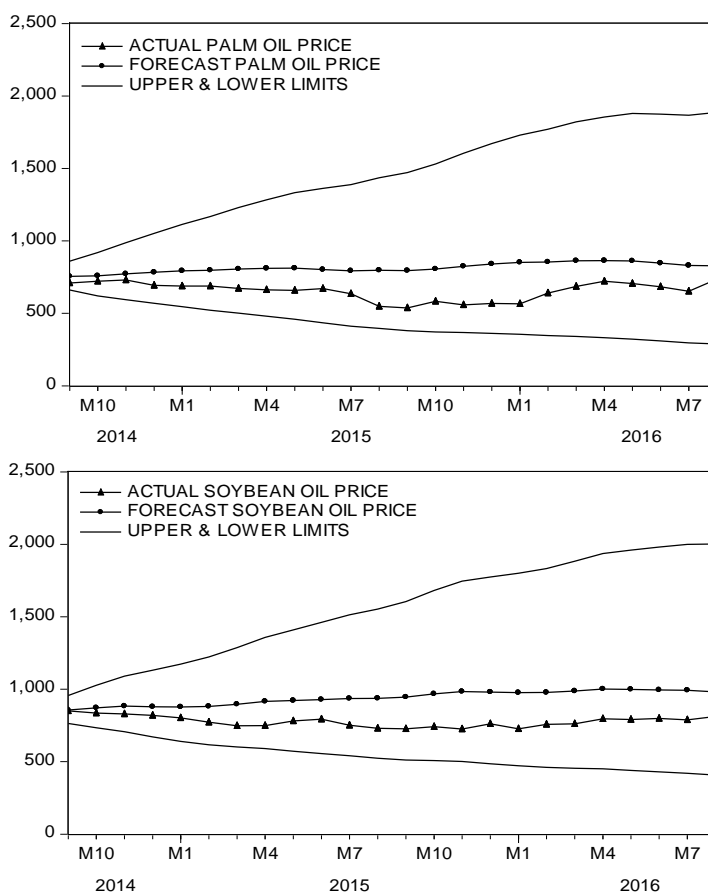 2,500
ACTUAL PALM OIL PRICE
FORECAST PALM OIL PRICE
UPPER & LOWER LIMITS
2,000
1,500
1,000
500
0
M10 M1 M4 M7 M10 M1 M4 M7
2014 2015 2016
2,500
ACTUAL SOYBEAN OIL PRICE
FORECAST SOYBEAN OIL PRICE
UPPER & LOWER LIMITS
2,000
1,500
1,000
500
0
M10 M1 M4 M7 M10 M1 M4 M7
2014 2015 2016